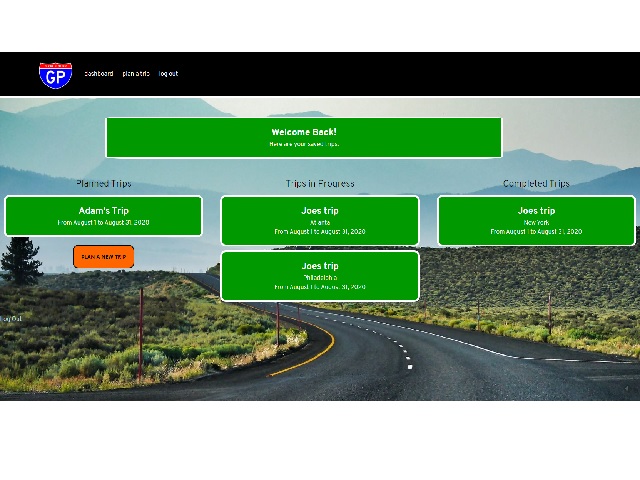 GP
dashboard plan a trip log out
Welcome Back!
Here are your saved trips.
Planned Trips
Adam's Trip
From August 1 to August 31, 2020
PLAN A NEW TRIP
Trips in Progress
Joes trip
Atlanta
From August 1 to August 31, 2020
Joes trip
Philadelphia
From August 1 to August 31, 2020
Completed Trips
Joes trip
New York
From August 1 to August 31, 2020
Log Out